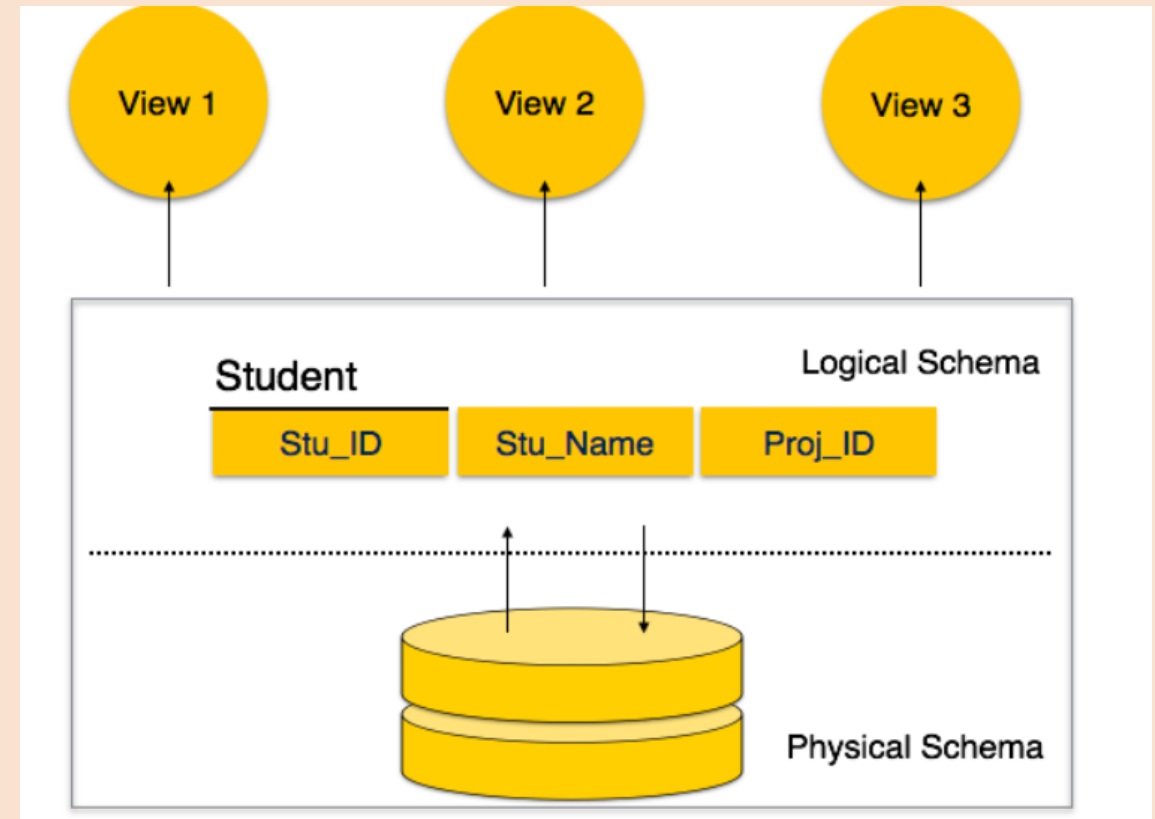 View 1
View 2
View 3
Logical Schema
Student
Stu_ID
Stu_Name
Proj_ID
Physical Schema